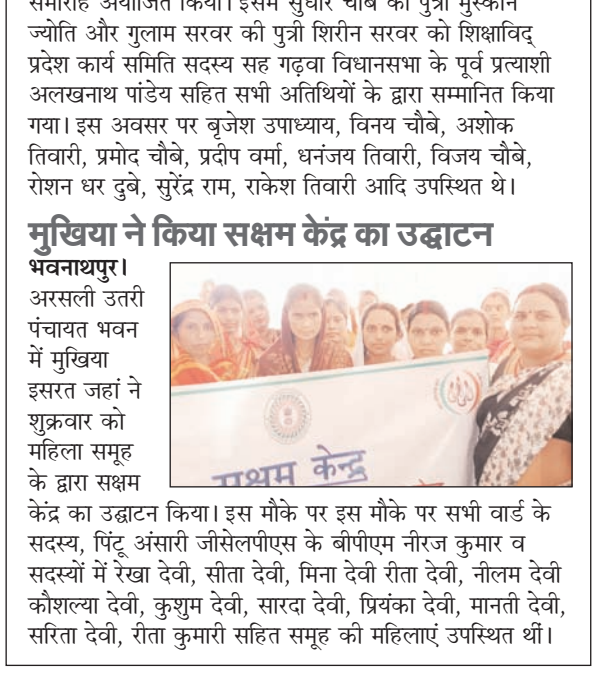 समारोह आयोजित किया। इसमें सुधीर चौबे की पुत्री मुस्कान
ज्योति और गुलाम सरवर की पुत्री शिरीन सरवर को शिक्षाविद्
प्रदेश कार्य समिति सदस्य सह गढ़वा विधानसभा के पूर्व प्रत्याशी
अलखनाथ पांडेय सहित सभी अतिथियों के द्वारा सम्मानित किया
गया। इस अवसर पर बृजेश उपाध्याय, विनय चौबे, अशोक
तिवारी, प्रमोद चौबे, प्रदीप वर्मा, धनंजय तिवारी, विजय चौबे,
रोशन धर दुबे, सुरेंद्र राम, राकेश तिवारी आदि उपस्थित थे।
मुखिया ने किया सक्षम केंद्र का उद्घाटन
भवनाथपुर।
अरसली उतरी
पंचायत भवन
में मुखिया
इसरत जहां ने
शुक्रवार को
महिला समूह
के द्वारा सक्षम
सक्षम केन्द्र
केंद्र का उद्घाटन किया। इस मौके पर इस मौके पर सभी वार्ड के
सदस्य, पिंटू अंसारी जीसेलपीएस के बीपीएम नीरज कुमार व
सदस्यों में रेखा देवी, सीता देवी, मिना देवी रीता देवी, नीलम देवी
कौशल्या देवी, कुशुम देवी, सारदा देवी, प्रियंका देवी, मानती देवी,
सरिता देवी, रीता कुमारी सहित समूह की महिलाएं उपस्थित थीं।